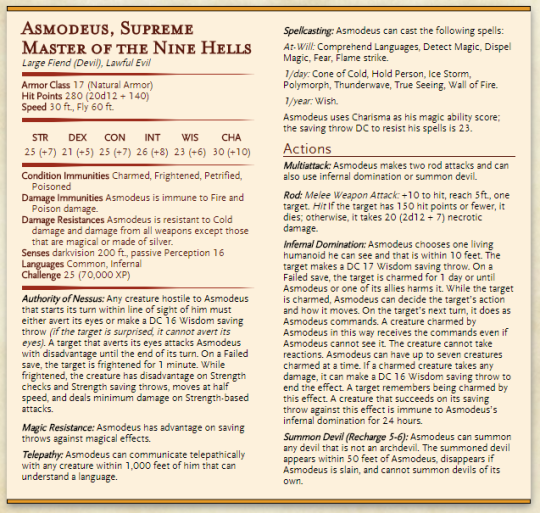 Asmodeus, Supreme
Master of the Nine Hells
Large Fiend (Devil), Lawful Evil
Armor Class 17 (Natural Armor)
Hit Points 280 (20d12 + 140)
Speed 30 ft., Fly 60 ft.
STR DEX CON INT WIS CHA
25 (+7) 21 (+5) 25 (+7) 26 (+8) 23 (+6) 30 (+10)
Condition Immunities Charmed, Frightened, Petrified,
Poisoned
Damage Immunities Asmodeus is immune to Fire and
Poison damage.
Damage Resistances Asmodeus is resistant to Cold
damage and damage from all weapons except those
that are magical or made of silver.
Senses darkvision 200 ft., passive Perception 16
Languages Common, Infernal
Challenge 25 (70,000 XP)
Authority of Nessus: Any creature hostile to Asmodeus
that starts its turn within line of sight of him must
either avert its eyes or make a DC 16 Wisdom saving
throw (if the target is surprised, it cannot avert its
eyes). A target that averts its eyes attacks Asmodeus
with disadvantage until the end of its turn. On a Failed
save, the target is frightened for 1 minute. While
frightened, the creature has disadvantage on Strength
checks and Strength saving throws, moves at half
speed, and deals minimum damage on Strength-based
attacks.
Magic Resistance: Asmodeus has advantage on saving
throws against magical effects.
Telepathy: Asmodeus can communicate telepathically
with any creature within 1,000 feet of him that can
understand a language.
Spellcasting: Asmodeus can cast the following spells:
At-Will: Comprehend Languages, Detect Magic, Dispel
Magic, Fear, Flame strike.
1/day: Cone of Cold, Hold Person, Ice Storm,
Polymorph, Thunderwave, True Seeing, Wall of Fire.
1/year: Wish.
Asmodeus uses Charisma as his magic ability score;
the saving throw DC to resist his spells is 23.
Actions
Multiattack: Asmodeus makes two rod attacks and can
also use infernal domination or summon devil.
Rod: Melee Weapon Attack: +10 to hit, reach 5ft., one
target. Hit If the target has 150 hit points or fewer, it
dies; otherwise, it takes 20 (2d12 + 7) necrotic
damage.
Infernal Domination: Asmodeus chooses one living
humanoid he can see and that is within 10 feet. The
target makes a DC 17 Wisdom saving throw. On a
Failed save, the target is charmed for 1 day or until
Asmodeus or one of its allies harms it. While the target
is charmed, Asmodeus can decide the target's action
and how it moves. On the target's next turn, it does as
Asmodeus commands. A creature charmed by
Asmodeus in this way receives the commands even if
Asmodeus cannot see it. The creature cannot take
reactions. Asmodeus can have up to seven creatures
charmed at a time. If a charmed creature takes any
damage, it can make a DC 16 Wisdom saving throw to
end the effect. A target remembers being charmed by
this effect. A creature that succeeds on its saving
throw against this effect is immune to Asmodeus's
infernal domination for 24 hours.
Summon Devil (Recharge 5-6): Asmodeus can summon
any devil that is not an archdevil. The summoned devil
appears within 50 feet of Asmodeus, disappears if
Asmodeus is slain, and cannot summon devils of its
own.